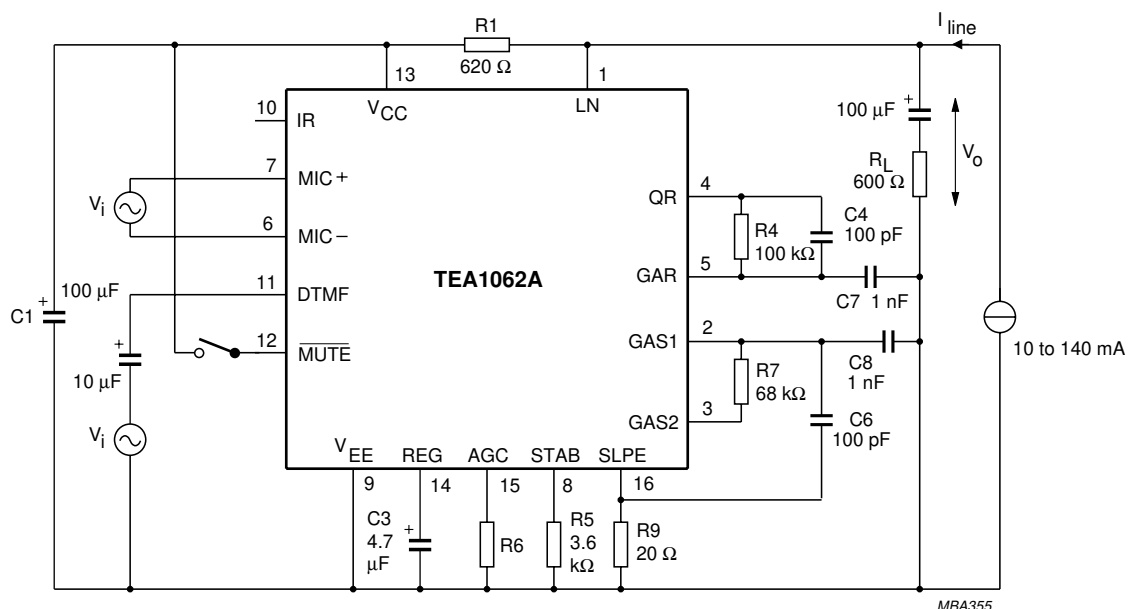 R1
620 Ω
I line
13
1
VCC
LN
10
IR
7
MIC+
Vi
6
MIC−
11
DTMF
12
MUTE
C1
100 μF
+
10 μF
+
Vi
TEA1062A
100 μF
+
RL
600 Ω
Vo
4
QR
R4
100 kΩ
C4
100 pF
5
GAR
C7
1 nF
2
GAS1
C8
1 nF
R7
68 kΩ
3
GAS2
C6
100 pF
10 to 140 mA
VEE
REG
AGC
STAB
SLPE
9
14
15
8
16
C3
4.7
μF
+
R6
R5
3.6
kΩ
R9
20 Ω
MBA355